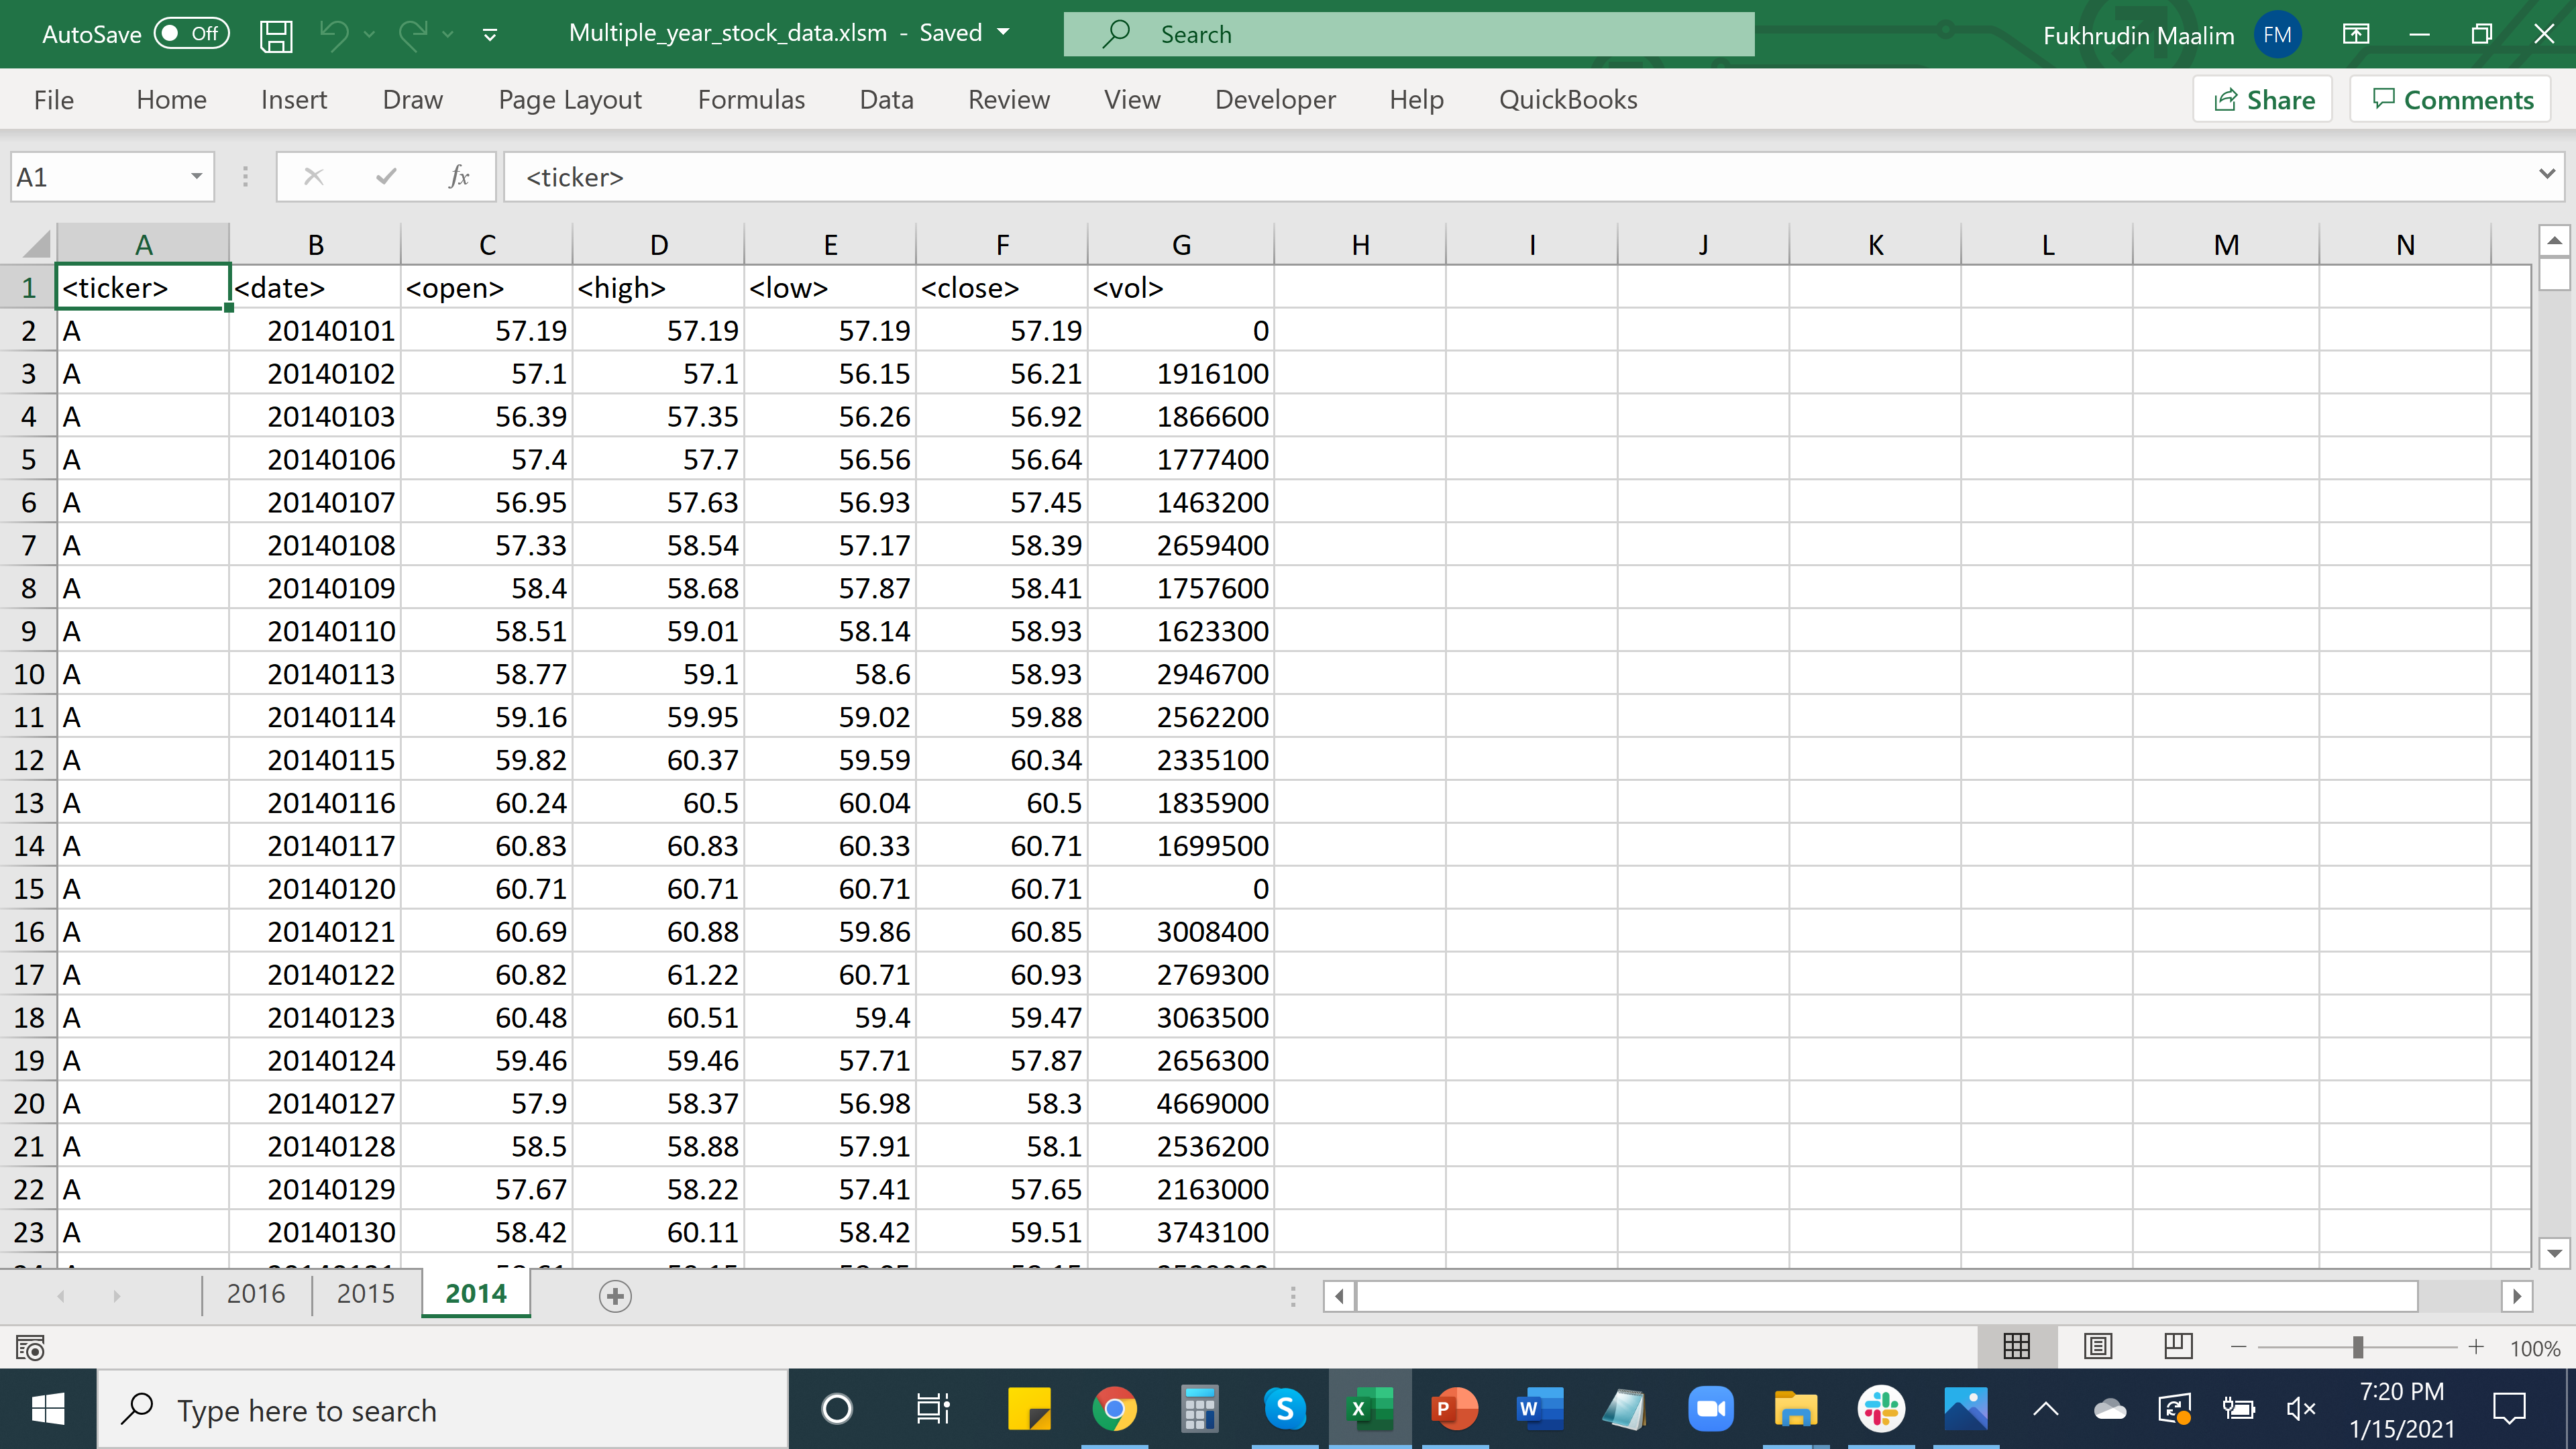 AutoSave Off Multiple_year_stock_data.xlsm - Saved Search Fukhrudin Maalim FM
File Home Insert Draw Page Layout Formulas Data Review View Developer Help QuickBooks Share Comments
A1 fx <ticker>
A B C D E F G H I J K L M N
1 <ticker> <date> <open> <high> <low> <close> <vol>
2 A 20140101 57.19 57.19 57.19 57.19 0
3 A 20140102 57.1 57.1 56.15 56.21 1916100
4 A 20140103 56.39 57.35 56.26 56.92 1866600
5 A 20140106 57.4 57.7 56.56 56.64 1777400
6 A 20140107 56.95 57.63 56.93 57.45 1463200
7 A 20140108 57.33 58.54 57.17 58.39 2659400
8 A 20140109 58.4 58.68 57.87 58.41 1757600
9 A 20140110 58.51 59.01 58.14 58.93 1623300
10 A 20140113 58.77 59.1 58.6 58.93 2946700
11 A 20140114 59.16 59.95 59.02 59.88 2562200
12 A 20140115 59.82 60.37 59.59 60.34 2335100
13 A 20140116 60.24 60.5 60.04 60.5 1835900
14 A 20140117 60.83 60.83 60.33 60.71 1699500
15 A 20140120 60.71 60.71 60.71 60.71 0
16 A 20140121 60.69 60.88 59.86 60.85 3008400
17 A 20140122 60.82 61.22 60.71 60.93 2769300
18 A 20140123 60.48 60.51 59.4 59.47 3063500
19 A 20140124 59.46 59.46 57.71 57.87 2656300
20 A 20140127 57.9 58.37 56.98 58.3 4669000
21 A 20140128 58.5 58.88 57.91 58.1 2536200
22 A 20140129 57.67 58.22 57.41 57.65 2163000
23 A 20140130 58.42 60.11 58.42 59.51 3743100
2016 2015 2014
100%
Type here to search
7:20 PM
1/15/2021